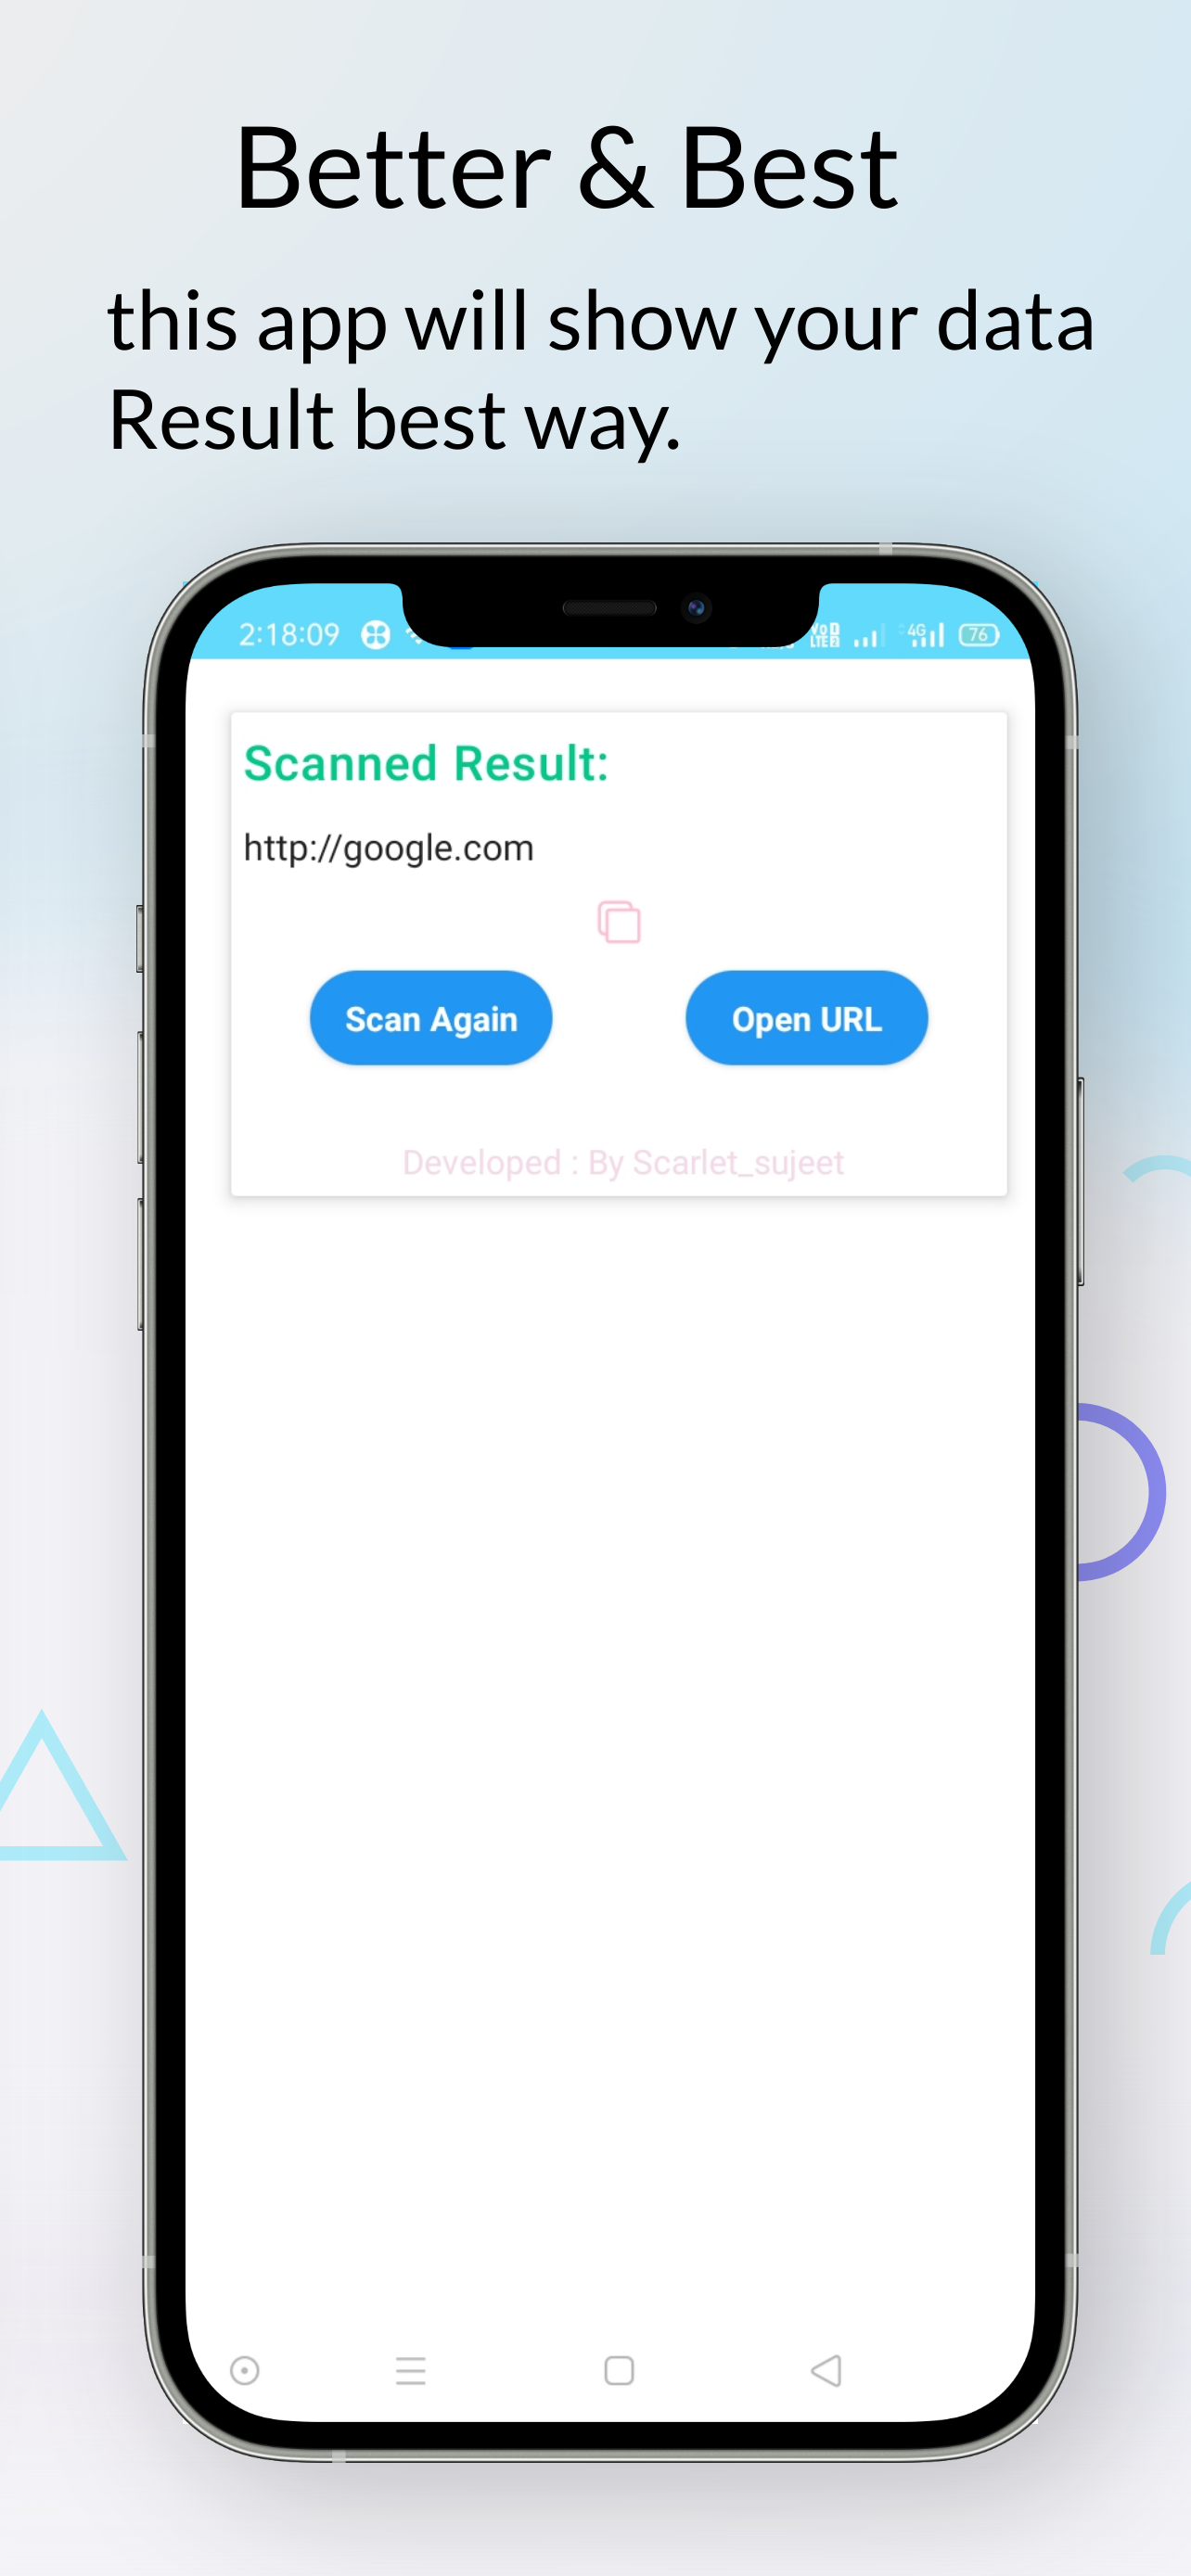 Better & Best
this app will show your data
Result best way.
2:18:09
Vo D
LTE 2
4G
76
Scanned Result:
http://google.com
Scan Again
Open URL
Developed : By Scarlet_sujeet